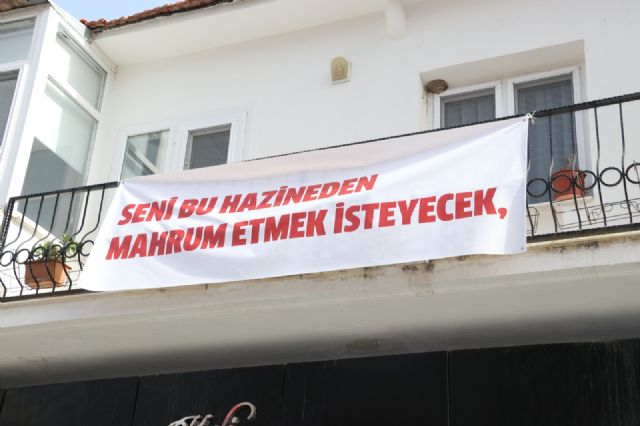 SENİ BU HAZİNEDEN
MAHRUM ETMEK İSTEYECEK,